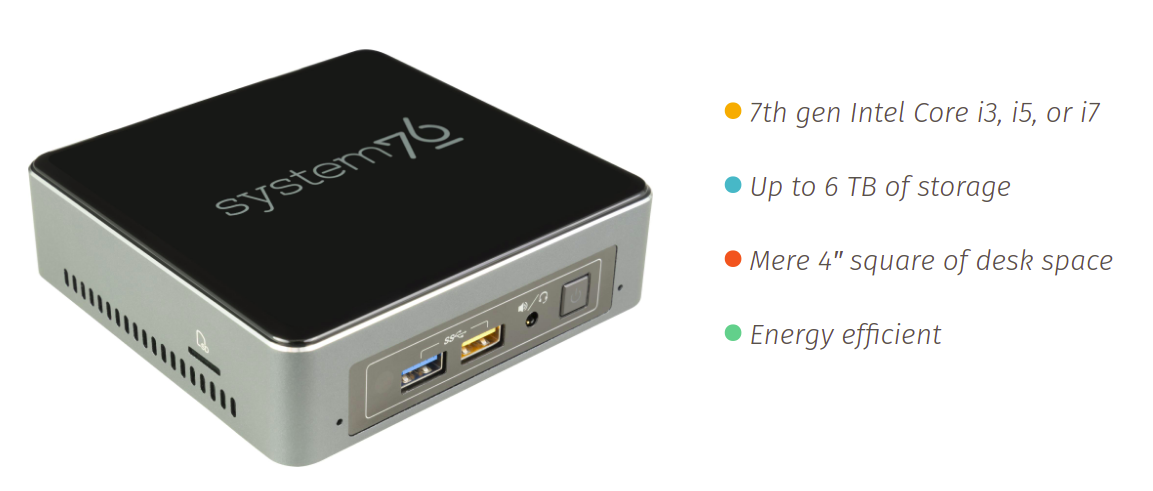 system76
SS
7th gen Intel Core i3, i5, or i7
Up to 6 TB of storage
Mere 4" square of desk space
Energy efficient